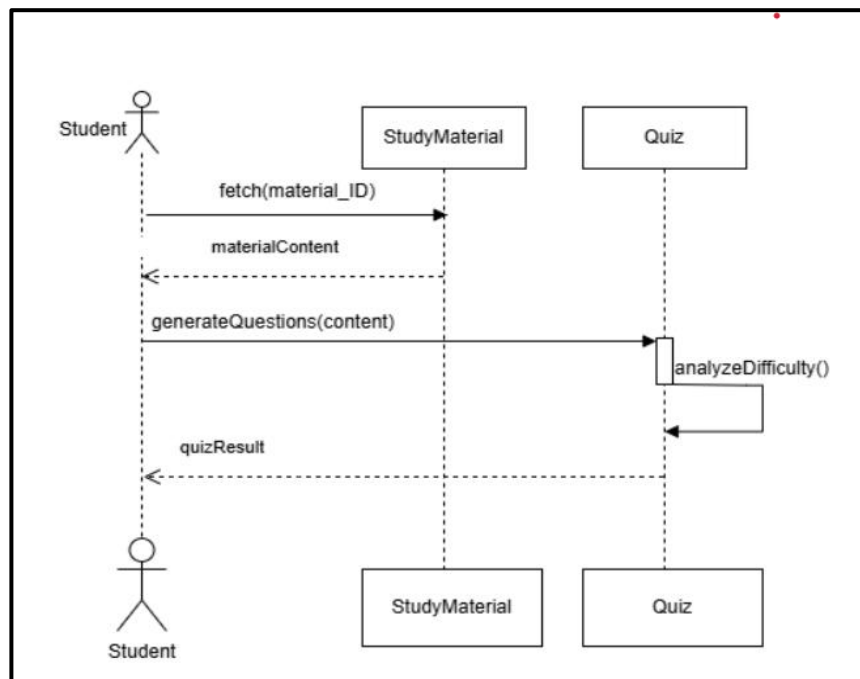 Student
StudyMaterial
Quiz
fetch(material_ID)
materialContent
generateQuestions(content)
analyzeDifficulty()
quizResult
StudyMaterial
Quiz
Student